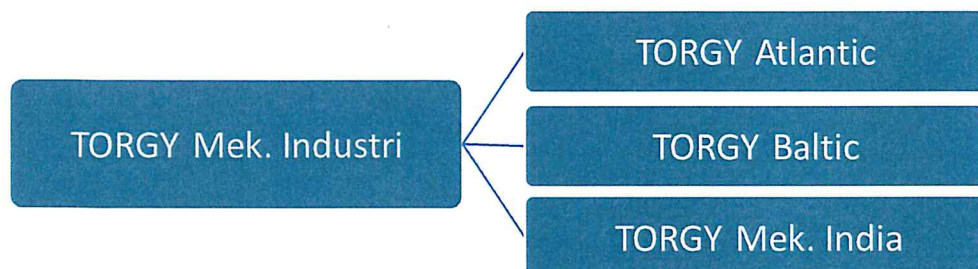 TORGY Mek. Industri
TORGY Atlantic
TORGY Baltic
TORGY Mek. India